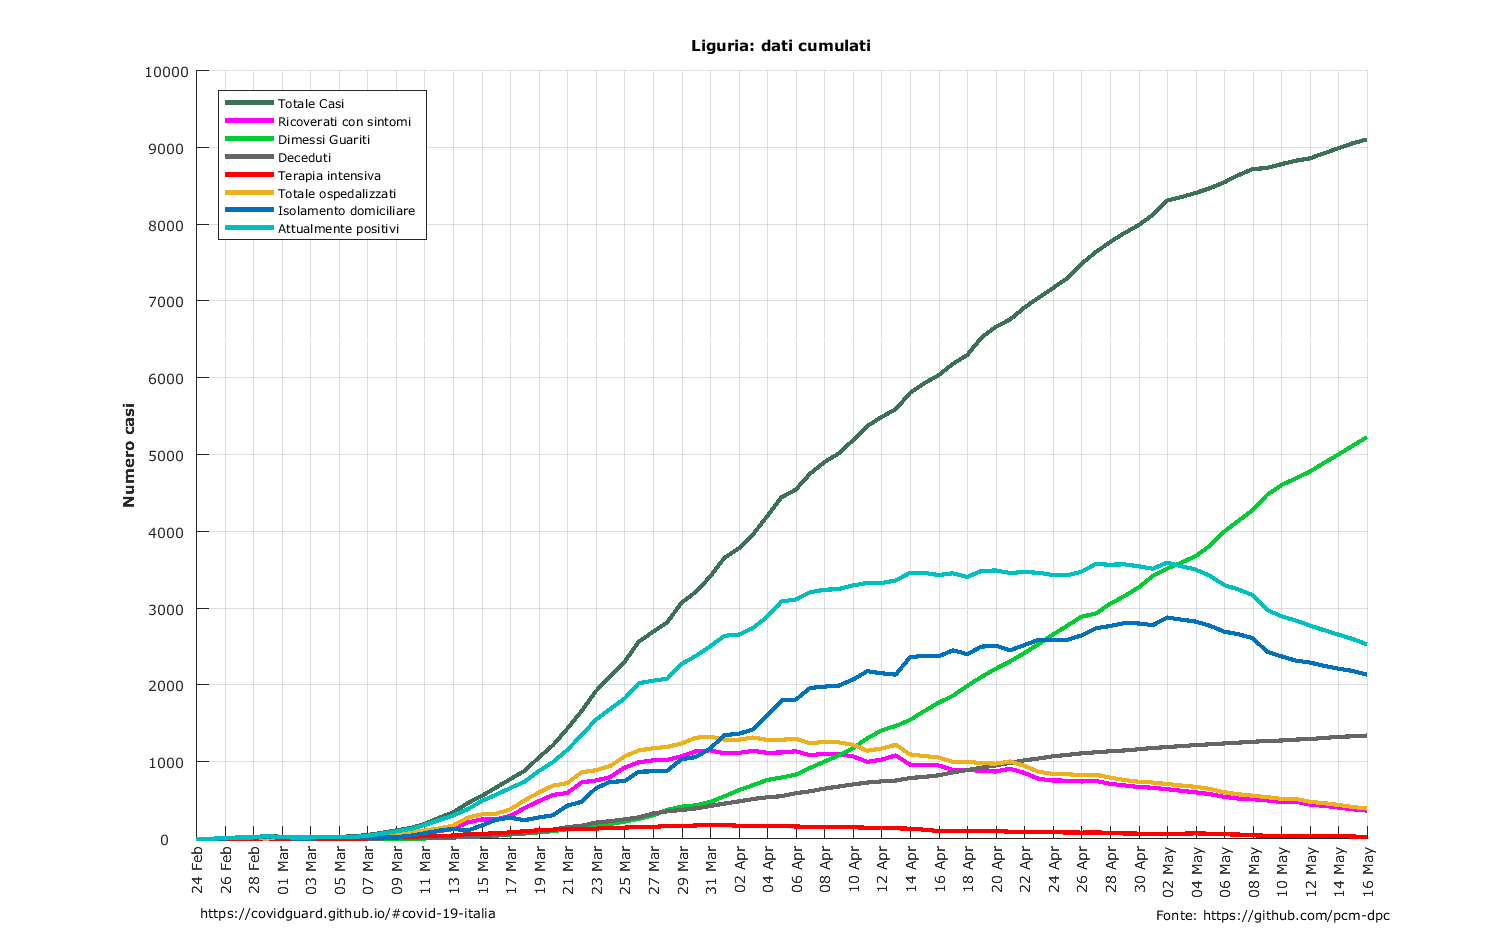 Liguria: dati cumulati
10000
9000
8000
7000
6000
5000
4000
3000
2000
1000
0
Numero casi
Totale Casi
Ricoverati con sintomi
Dimessi Guariti
Deceduti
Terapia intensiva
Totale ospedalizzati
Isolamento domiciliare
Attualmente positivi
24 Feb
26 Feb
28 Feb
01 Mar
03 Mar
05 Mar
07 Mar
09 Mar
11 Mar
13 Mar
15 Mar
17 Mar
19 Mar
21 Mar
23 Mar
25 Mar
27 Mar
29 Mar
31 Mar
02 Apr
04 Apr
06 Apr
08 Apr
10 Apr
12 Apr
14 Apr
16 Apr
18 Apr
20 Apr
22 Apr
24 Apr
26 Apr
28 Apr
30 Apr
02 May
04 May
06 May
08 May
10 May
12 May
14 May
16 May
https://covidguard.github.io/#covid-19-italia
Fonte: https://github.com/pcm-dpc